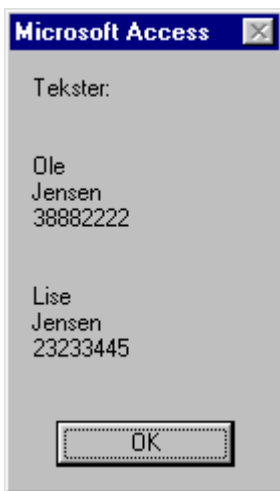 Microsoft Access
Tekster:
Ole
Jensen
38882222
Lise
Jensen
23233445
OK